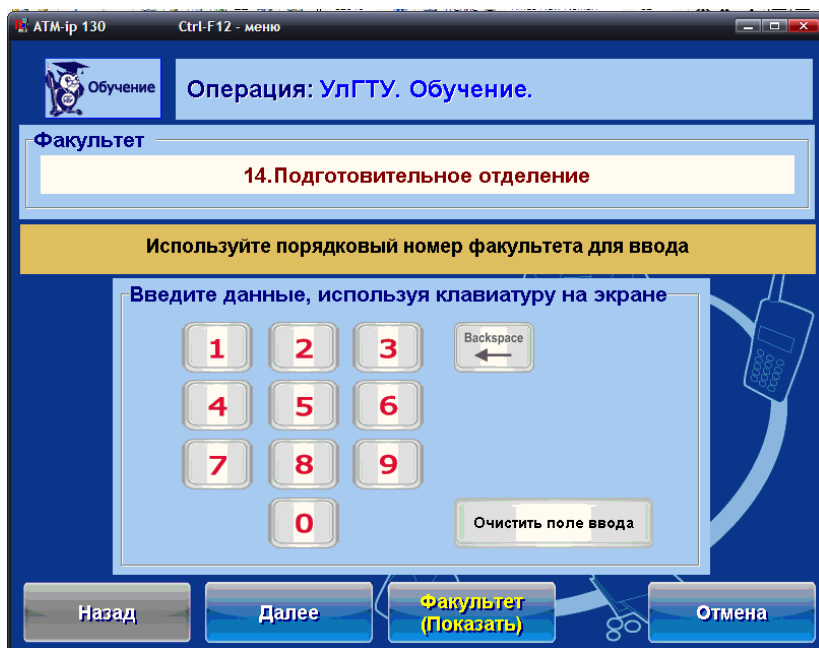 ATM-ip 130 Ctrl-F12 - меню
Обучение
Операция: УлГТУ. Обучение.
Факультет
14.Подготовительное отделение
Используйте порядковый номер факультета для ввода
Введите данные, используя клавиатуру на экране
1 2 3 Backspace
4 5 6
7 8 9
0 Очистить поле ввода
Назад Далее Факультет (Показать) Отмена